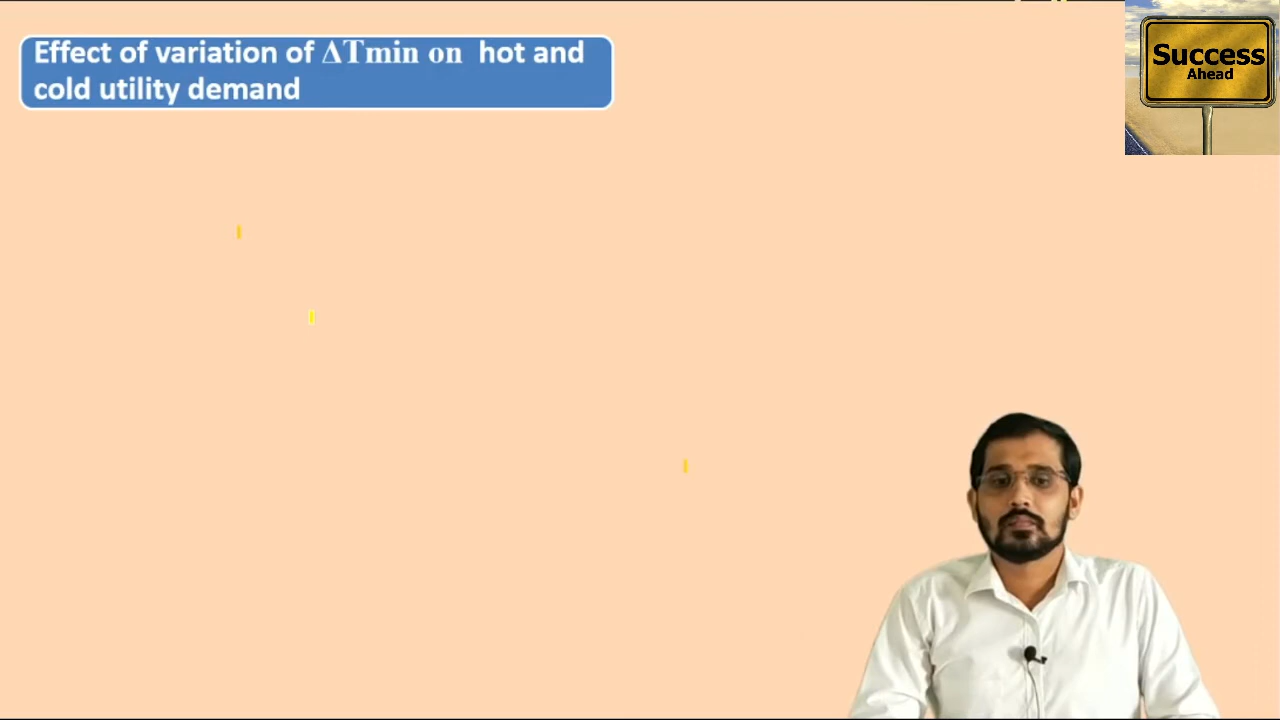 Effect of variation of ΔTmin on hot and
cold utility demand
Success
Ahead